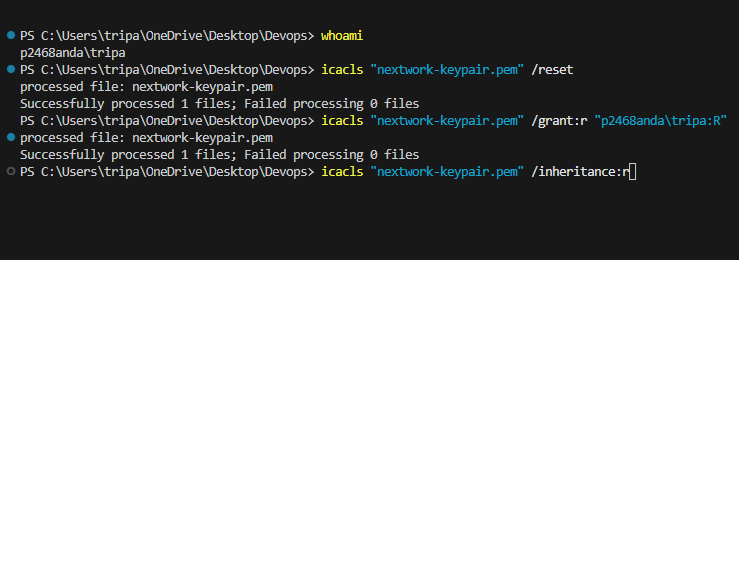 PS C:\Users\tripa\OneDrive\Desktop\Devops> whoami
p2468anda\tripa
PS C:\Users\tripa\OneDrive\Desktop\Devops> icacls "nextwork-keypair.pem" /reset
processed file: nextwork-keypair.pem
Successfully processed 1 files; Failed processing 0 files
PS C:\Users\tripa\OneDrive\Desktop\Devops> icacls "nextwork-keypair.pem" /grant:r "p2468anda\tripa:R"
processed file: nextwork-keypair.pem
Successfully processed 1 files; Failed processing 0 files
PS C:\Users\tripa\OneDrive\Desktop\Devops> icacls "nextwork-keypair.pem" /inheritance:r